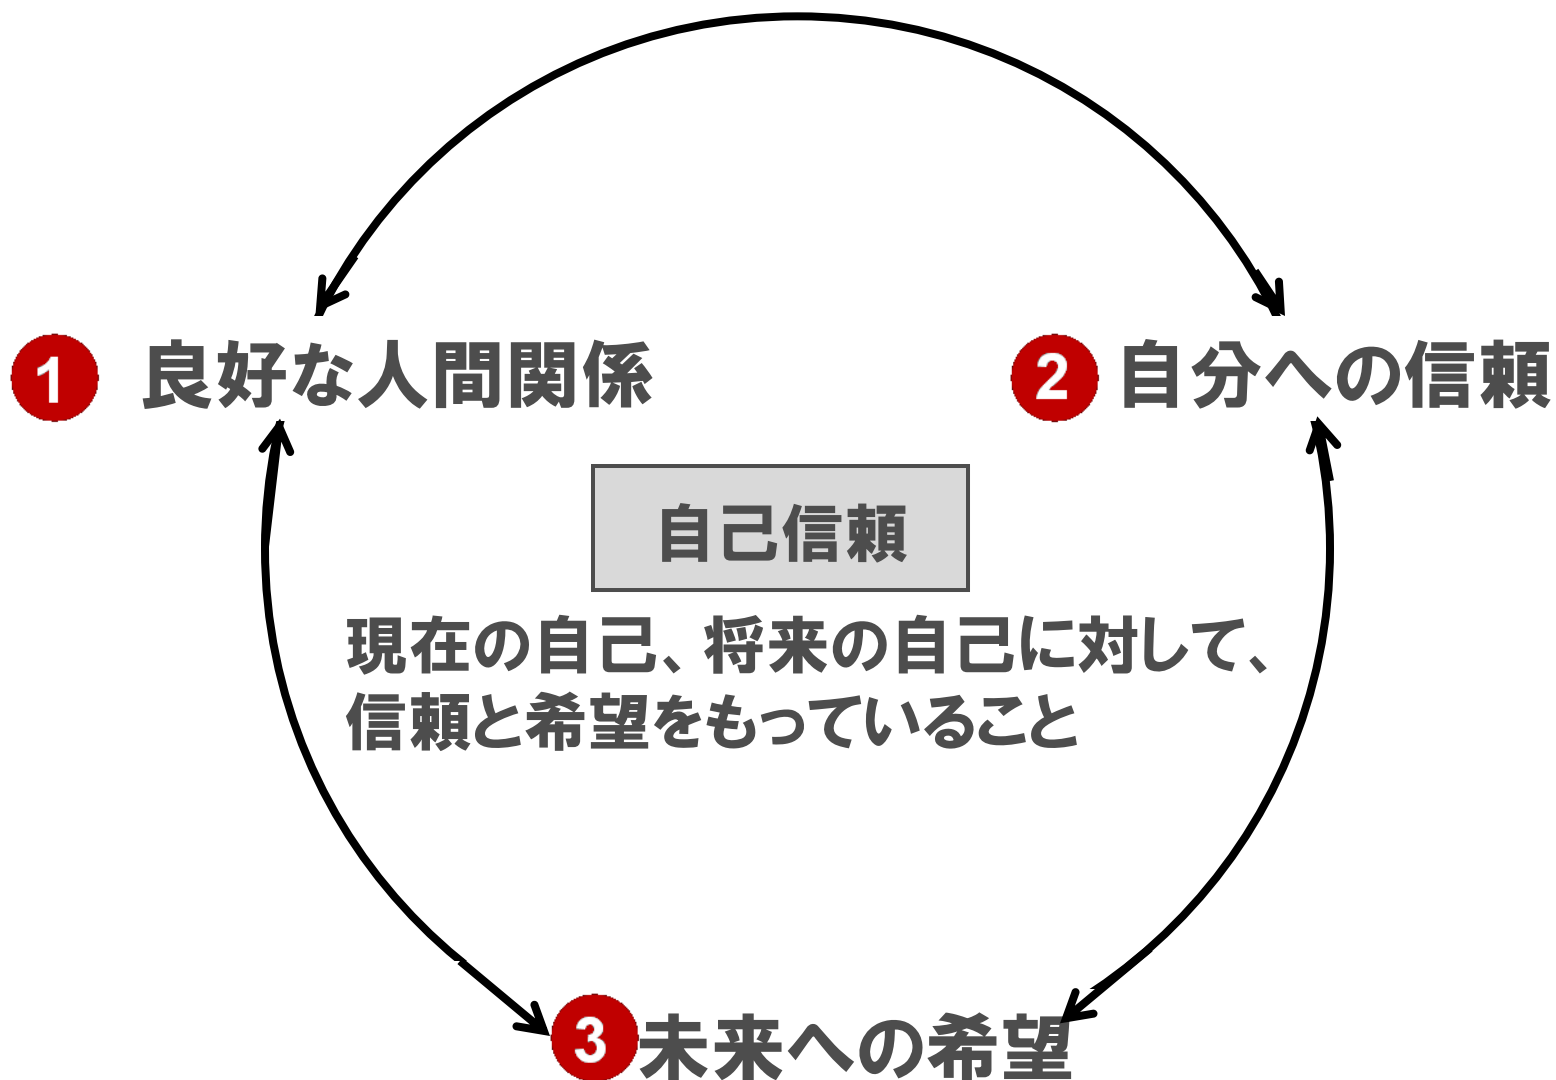 1 良好な人間関係
2 自分への信頼
自己信頼
現在の自己、将来の自己に対して、
信頼と希望をもっていること
3 未来への希望